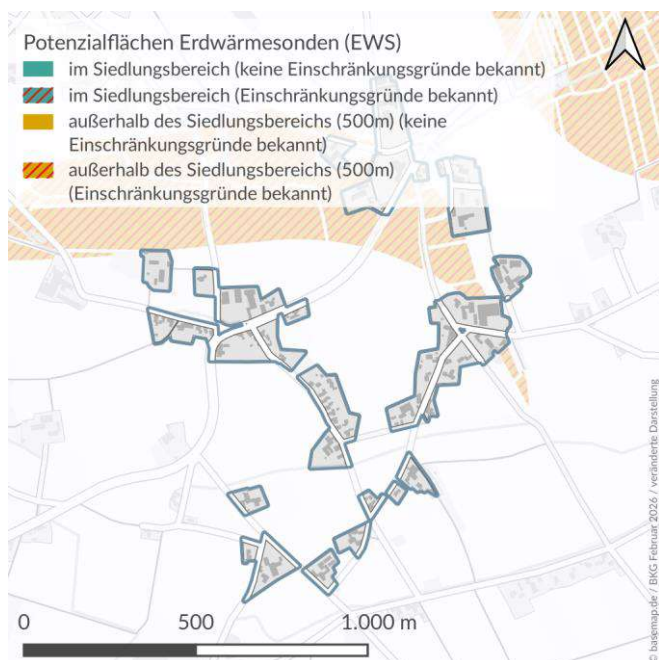 Potenzialflächen Erdwärmesonden (EWS)
im Siedlungsbereich (keine Einschränkungsgründe bekannt)
im Siedlungsbereich (Einschränkungsgründe bekannt)
außerhalb des Siedlungsbereichs (500m) (keine
Einschränkungsgründe bekannt)
außerhalb des Siedlungsbereichs (500m)
(Einschränkungsgründe bekannt)
© basemap.de / BKG Februar 2026 / veränderte Darstellung
0 500 1.000 m